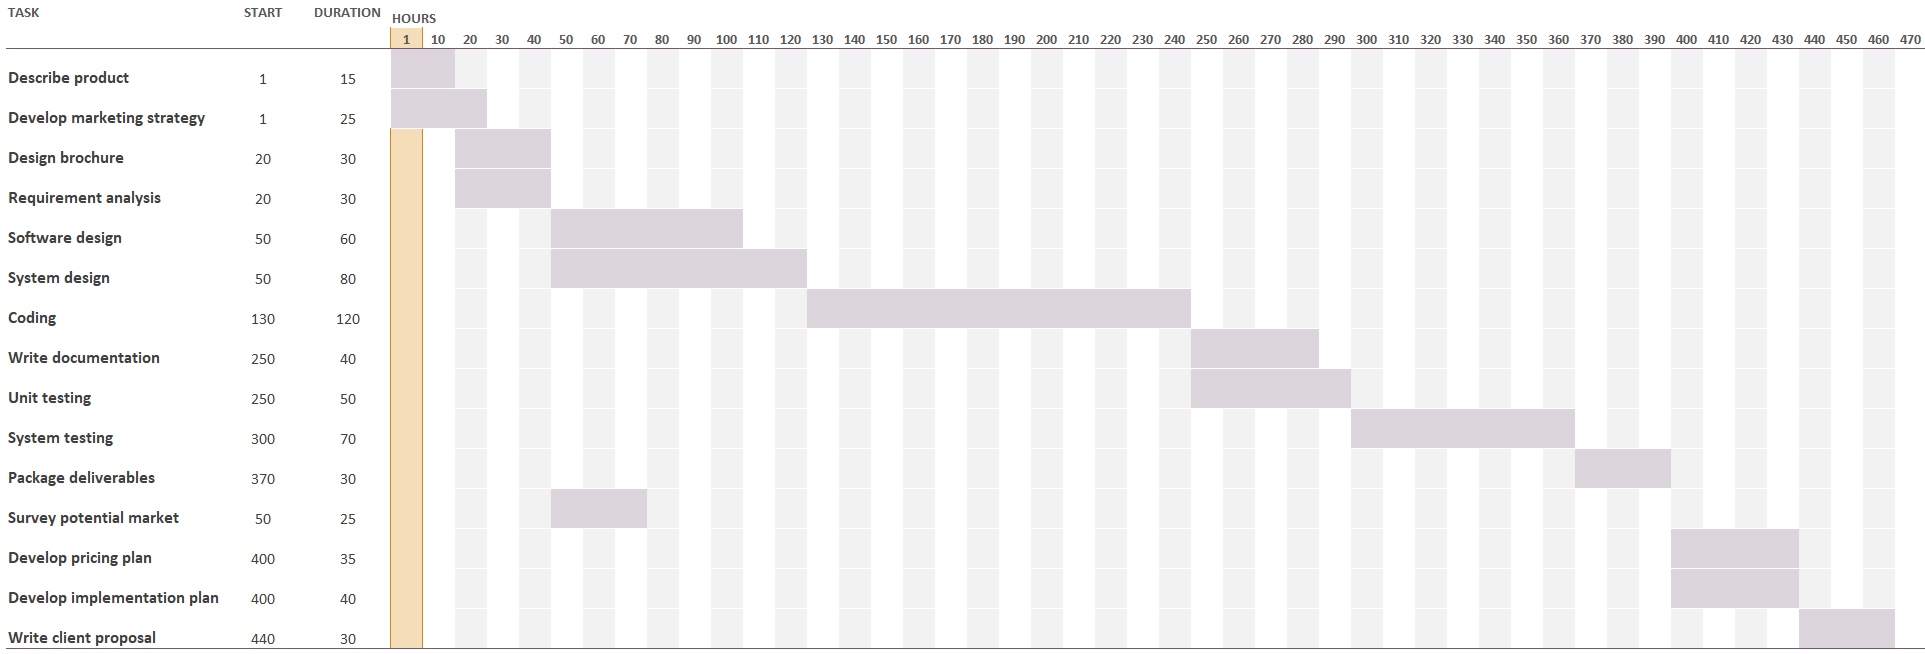 TASK START DURATION HOURS
1 10 20 30 40 50 60 70 80 90 100 110 120 130 140 150 160 170 180 190 200 210 220 230 240 250 260 270 280 290 300 310 320 330 340 350 360 370 380 390 400 410 420 430 440 450 460 470
Describe product 1 15
Develop marketing strategy 1 25
Design brochure 20 30
Requirement analysis 20 30
Software design 50 60
System design 50 80
Coding 130 120
Write documentation 250 40
Unit testing 250 50
System testing 300 70
Package deliverables 370 30
Survey potential market 50 25
Develop pricing plan 400 35
Develop implementation plan 400 40
Write client proposal 440 30